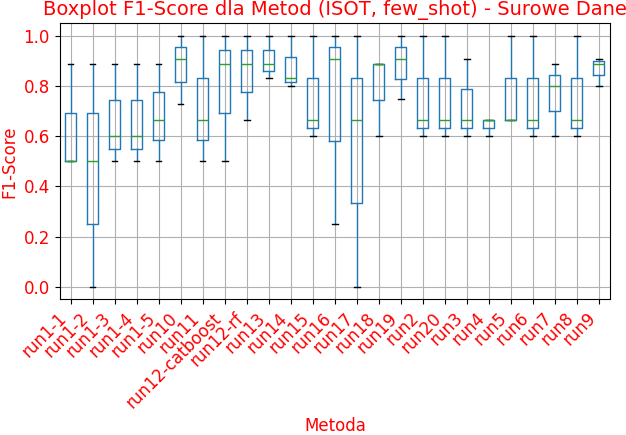 Boxplot F1-Score dla Metod (ISOT, few_shot) - Surowe Dane
F1-Score
1.0
0.8
0.6
0.4
0.2
0.0
run1-1
run1-2
run1-3
run1-4
run1-5
run10
run11
run12-catboost
run12-rf
run13
run14
run15
run16
run17
run18
run19
run2
run20
run3
run4
run5
run6
run7
run8
run9
Metoda